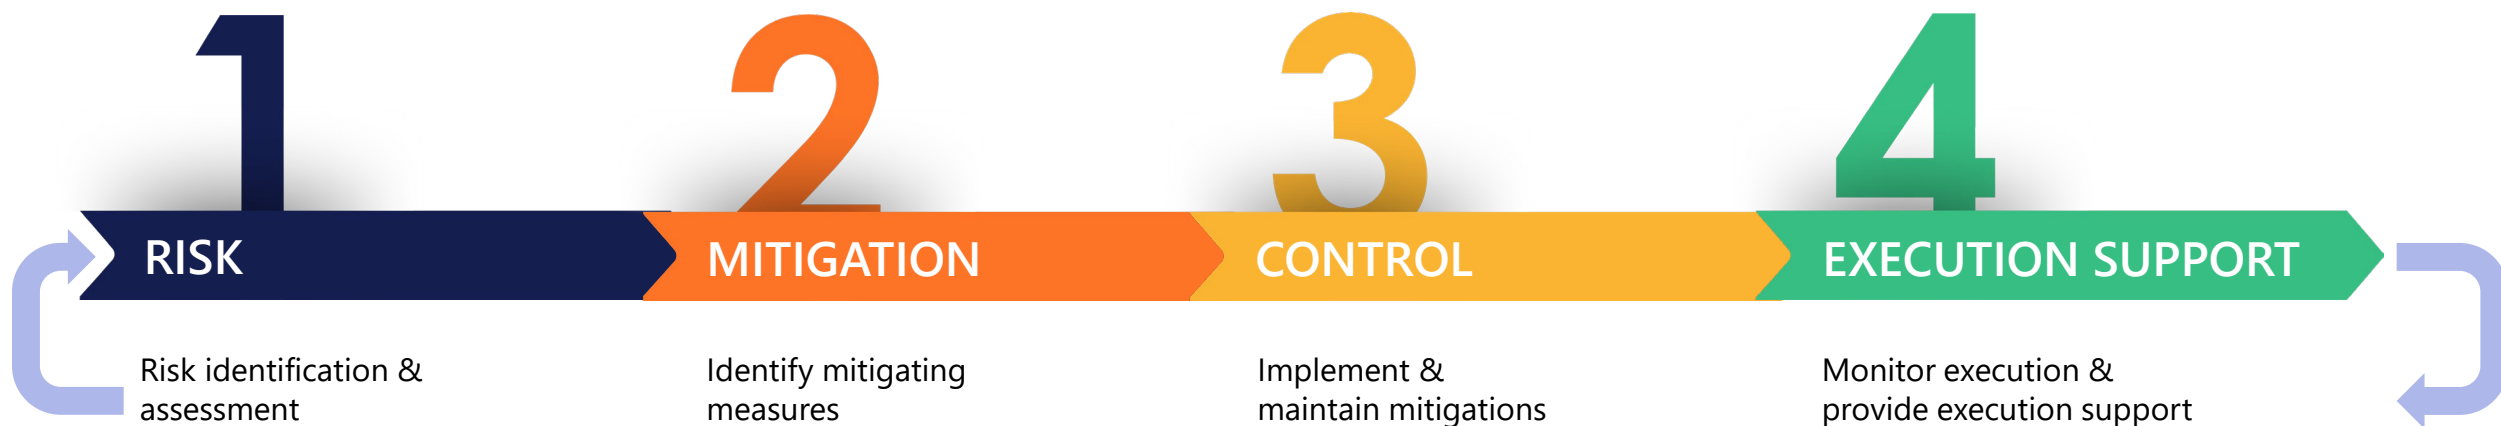 1
2
3
4
RISK
MITIGATION
CONTROL
EXECUTION SUPPORT
Risk identification &
assessment
Identify mitigating
measures
Implement &
maintain mitigations
Monitor execution &
provide execution support